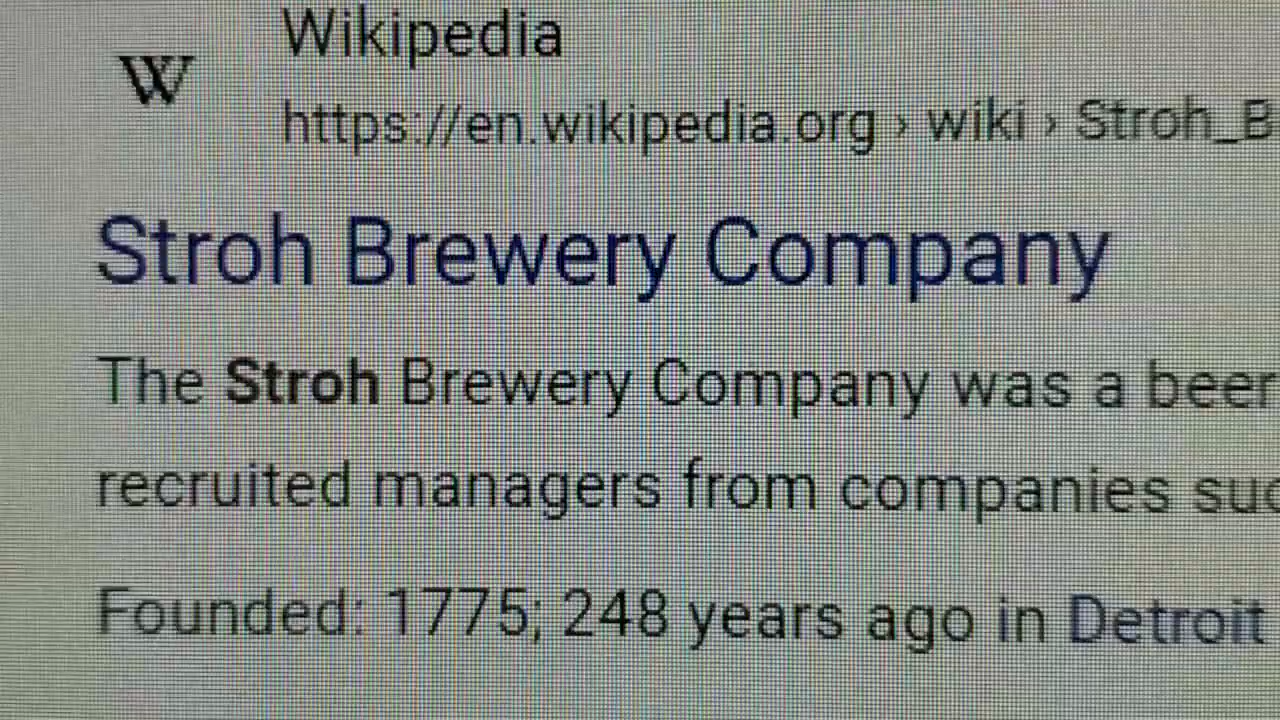 Wikipedia
W
https://en.wikipedia.org › wiki › Stroh_B
Stroh Brewery Company
The Stroh Brewery Company was a beer
recruited managers from companies suc
Founded: 1775; 248 years ago in Detroit